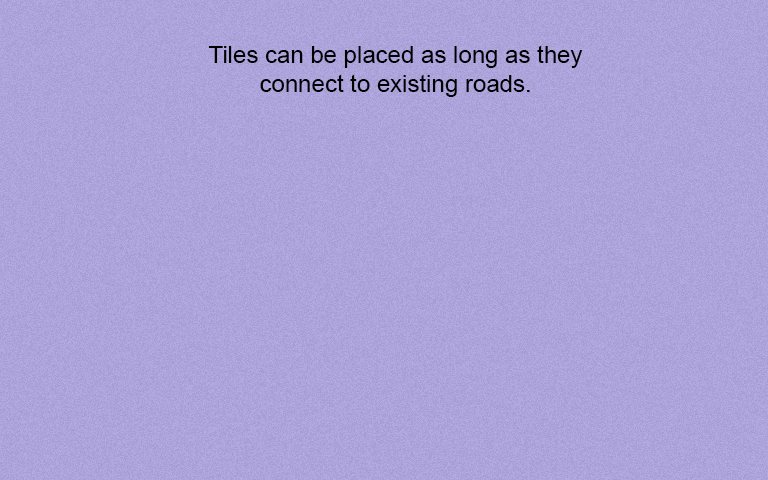 Tiles can be placed as long as they
connect to existing roads.